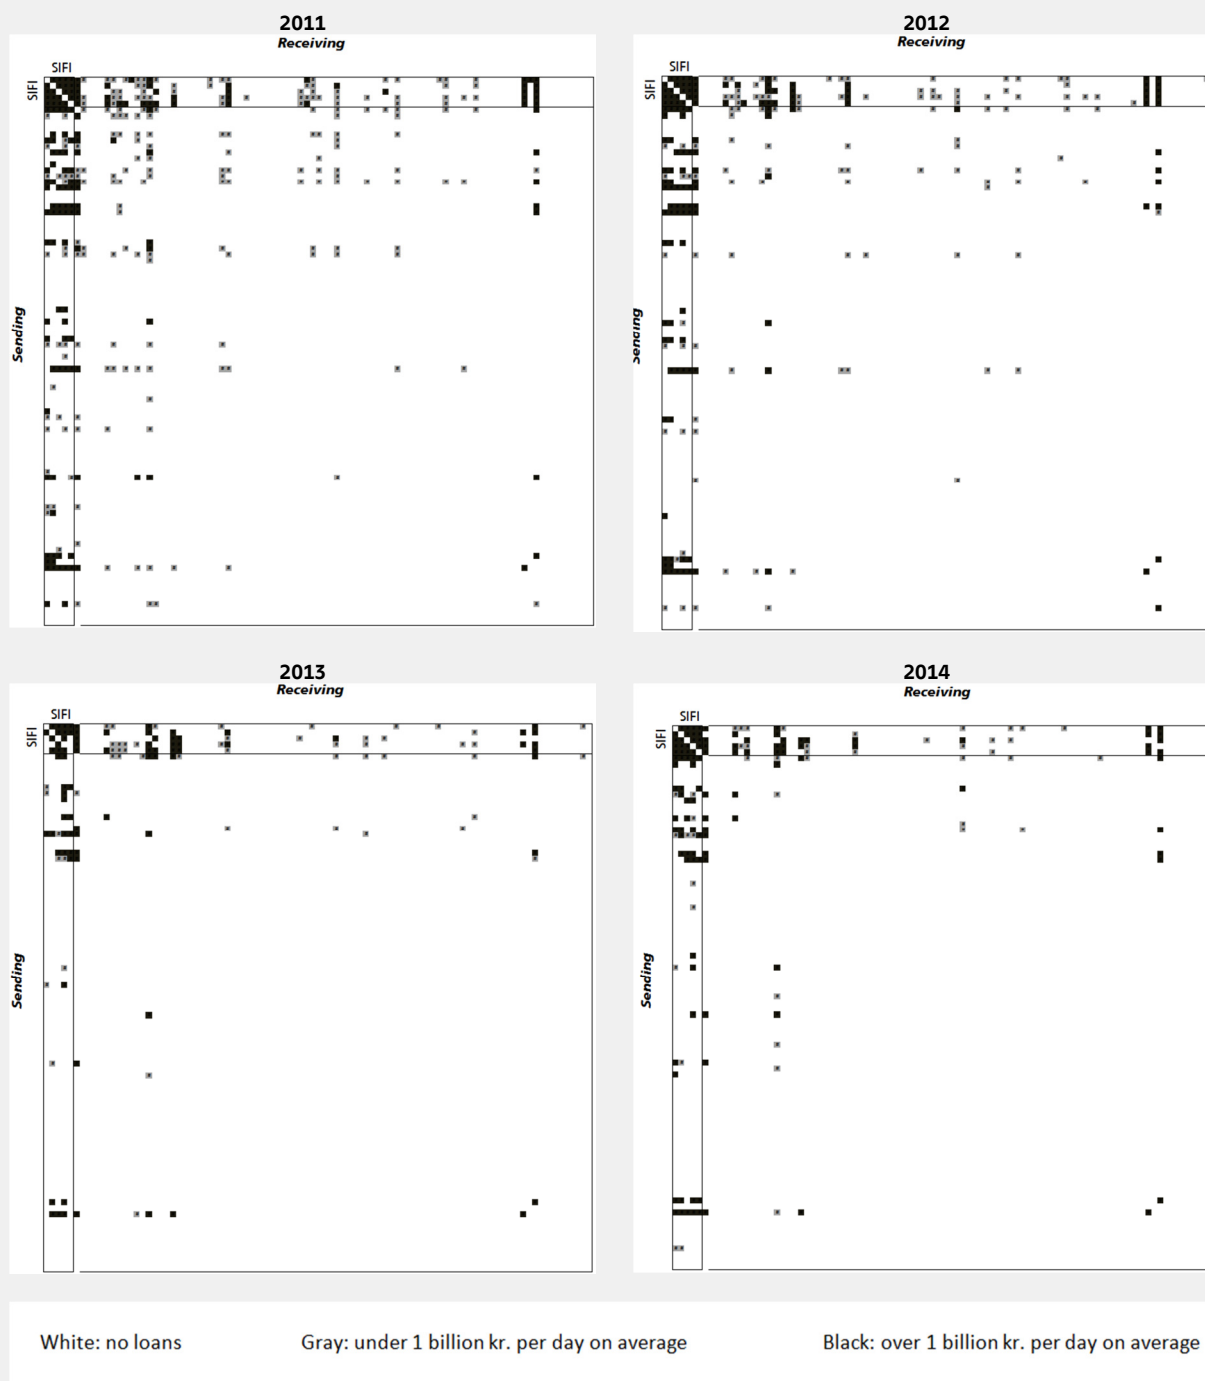 2011
Receiving
SIFI
SIFI
Sending
2012
Receiving
SIFI
SIFI
Sending
2013
Receiving
SIFI
SIFI
Sending
2014
Receiving
SIFI
SIFI
Sending
White: no loans
Gray: under 1 billion kr. per day on average
Black: over 1 billion kr. per day on average